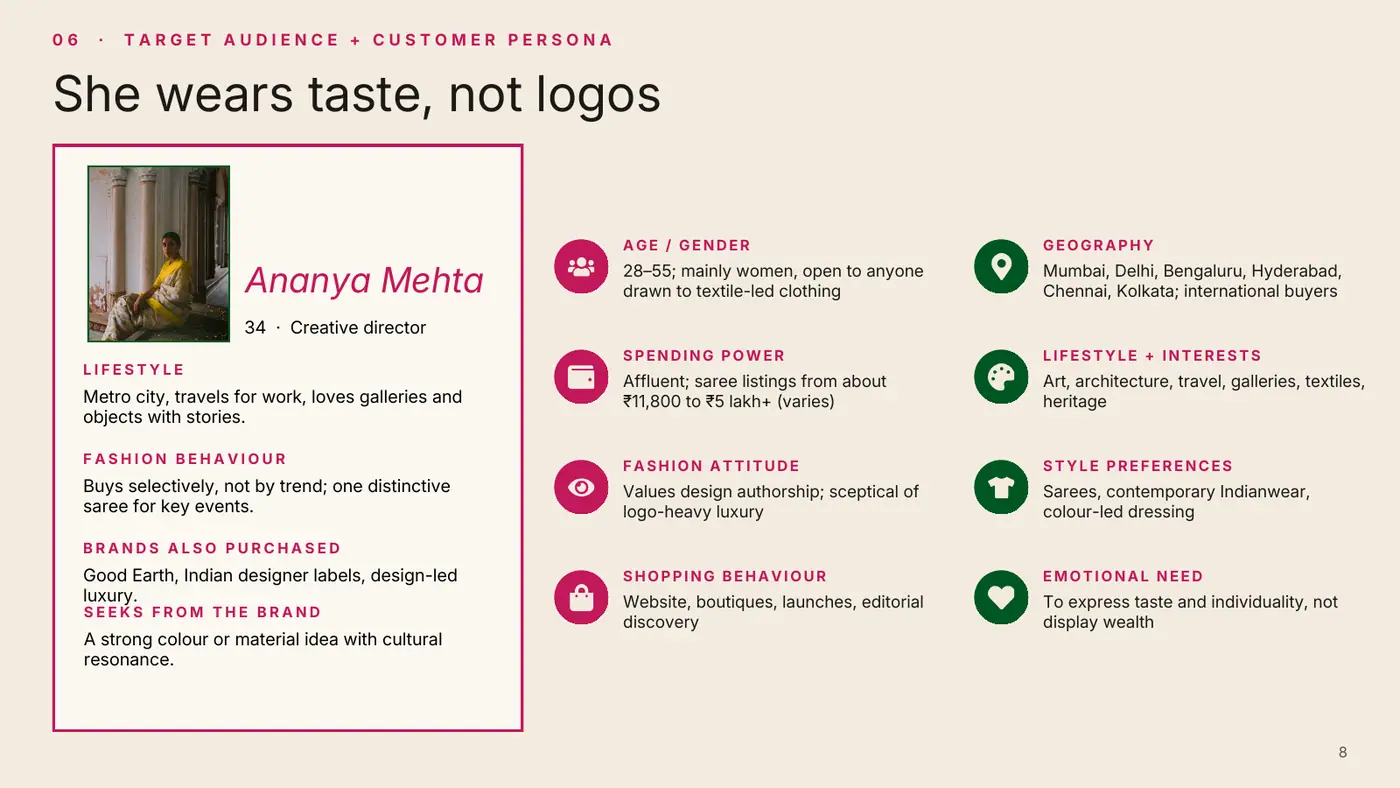 06 · TARGET AUDIENCE + CUSTOMER PERSONA
She wears taste, not logos
Ananya Mehta
34 · Creative director
LIFESTYLE
Metro city, travels for work, loves galleries and
objects with stories.
FASHION BEHAVIOUR
Buys selectively, not by trend; one distinctive
saree for key events.
BRANDS ALSO PURCHASED
Good Earth, Indian designer labels, design-led
luxury.
SEEKS FROM THE BRAND
A strong colour or material idea with cultural
resonance.
AGE / GENDER
28–55; mainly women, open to anyone
drawn to textile-led clothing
SPENDING POWER
Affluent; saree listings from about
₹11,800 to ₹5 lakh+ (varies)
FASHION ATTITUDE
Values design authorship; sceptical of
logo-heavy luxury
SHOPPING BEHAVIOUR
Website, boutiques, launches, editorial
discovery
GEOGRAPHY
Mumbai, Delhi, Bengaluru, Hyderabad,
Chennai, Kolkata; international buyers
LIFESTYLE + INTERESTS
Art, architecture, travel, galleries, textiles,
heritage
STYLE PREFERENCES
Sarees, contemporary Indianwear,
colour-led dressing
EMOTIONAL NEED
To express taste and individuality, not
display wealth
8